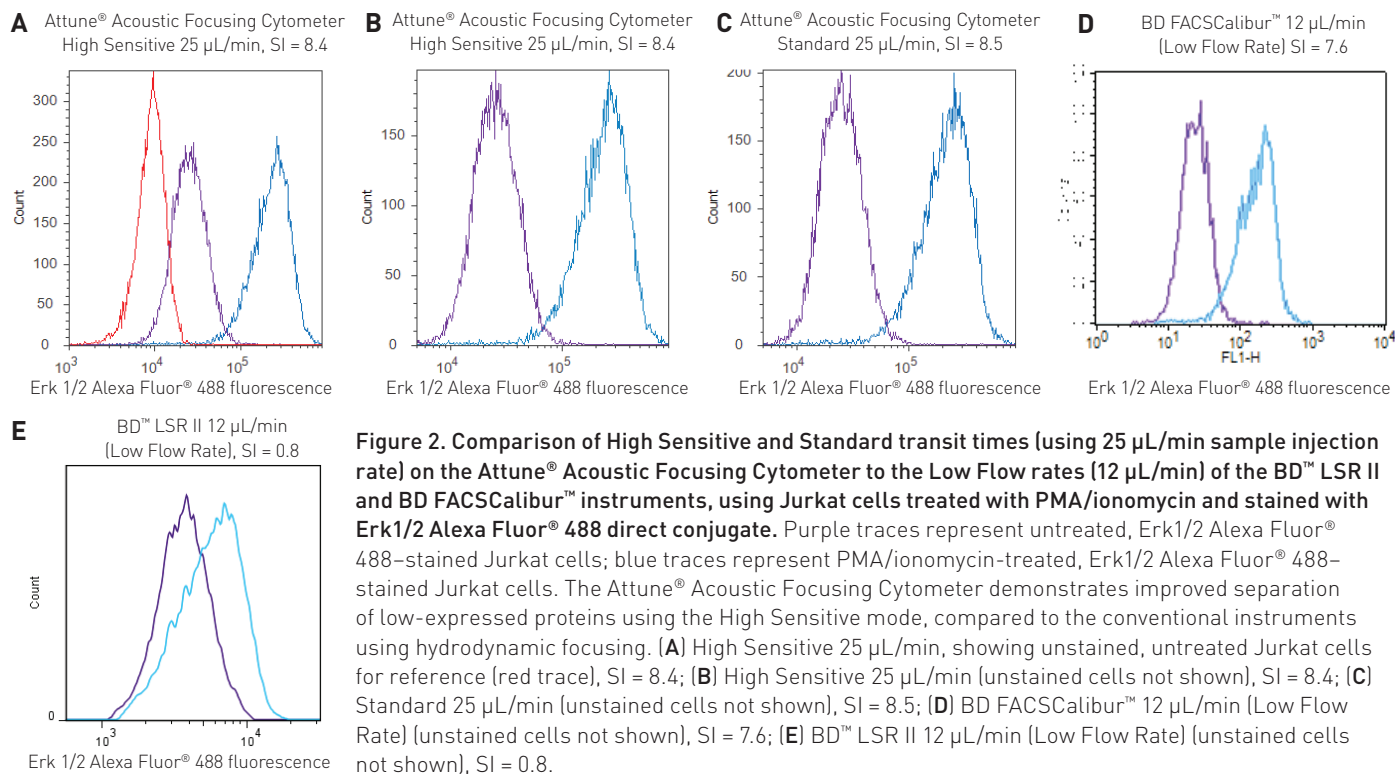 A
Attune® Acoustic Focusing Cytometer
High Sensitive 25 µL/min, SI = 8.4
300
250
200
150
100
50
0
Count
10³
10⁴
10⁵
Erk 1/2 Alexa Fluor® 488 fluorescence
B
Attune® Acoustic Focusing Cytometer
High Sensitive 25 µL/min, SI = 8.4
150
100
50
0
Count
10⁴
10⁵
Erk 1/2 Alexa Fluor® 488 fluorescence
C
Attune® Acoustic Focusing Cytometer
Standard 25 µL/min, SI = 8.5
200
150
100
50
0
Count
10⁴
10⁵
Erk 1/2 Alexa Fluor® 488 fluorescence
D
BD FACSCalibur™ 12 µL/min
(Low Flow Rate) SI = 7.6
10⁰
10¹
10²
10³
10⁴
FL1-H
Erk 1/2 Alexa Fluor® 488 fluorescence
E
BD™ LSR II 12 µL/min
(Low Flow Rate), SI = 0.8
Count
0
10³
10⁴
Erk 1/2 Alexa Fluor® 488 fluorescence
Figure 2. Comparison of High Sensitive and Standard transit times (using 25 µL/min sample injection
rate) on the Attune® Acoustic Focusing Cytometer to the Low Flow rates (12 µL/min) of the BD™ LSR II
and BD FACSCalibur™ instruments, using Jurkat cells treated with PMA/ionomycin and stained with
Erk1/2 Alexa Fluor® 488 direct conjugate. Purple traces represent untreated, Erk1/2 Alexa Fluor®
488–stained Jurkat cells; blue traces represent PMA/ionomycin-treated, Erk1/2 Alexa Fluor® 488–
stained Jurkat cells. The Attune® Acoustic Focusing Cytometer demonstrates improved separation
of low-expressed proteins using the High Sensitive mode, compared to the conventional instruments
using hydrodynamic focusing. (A) High Sensitive 25 µL/min, showing unstained, untreated Jurkat cells
for reference (red trace), SI = 8.4; (B) High Sensitive 25 µL/min (unstained cells not shown), SI = 8.4; (C)
Standard 25 µL/min (unstained cells not shown), SI = 8.5; (D) BD FACSCalibur™ 12 µL/min (Low Flow
Rate) (unstained cells not shown), SI = 7.6; (E) BD™ LSR II 12 µL/min (Low Flow Rate) (unstained cells
not shown), SI = 0.8.